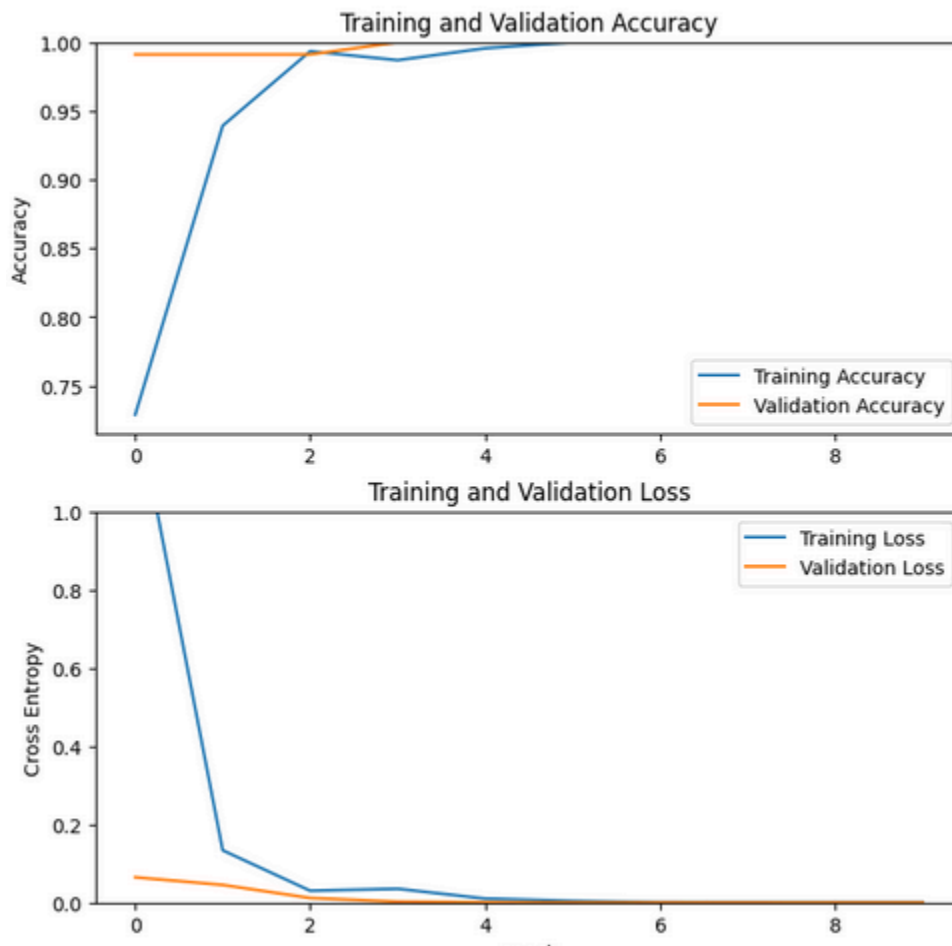 Training and Validation Accuracy
1.00
0.95
0.90
0.85
0.80
0.75
Accuracy
Training Accuracy
Validation Accuracy
0 2 4 6 8
Training and Validation Loss
1.0
0.8
0.6
0.4
0.2
0.0
Cross Entropy
Training Loss
Validation Loss
0 2 4 6 8